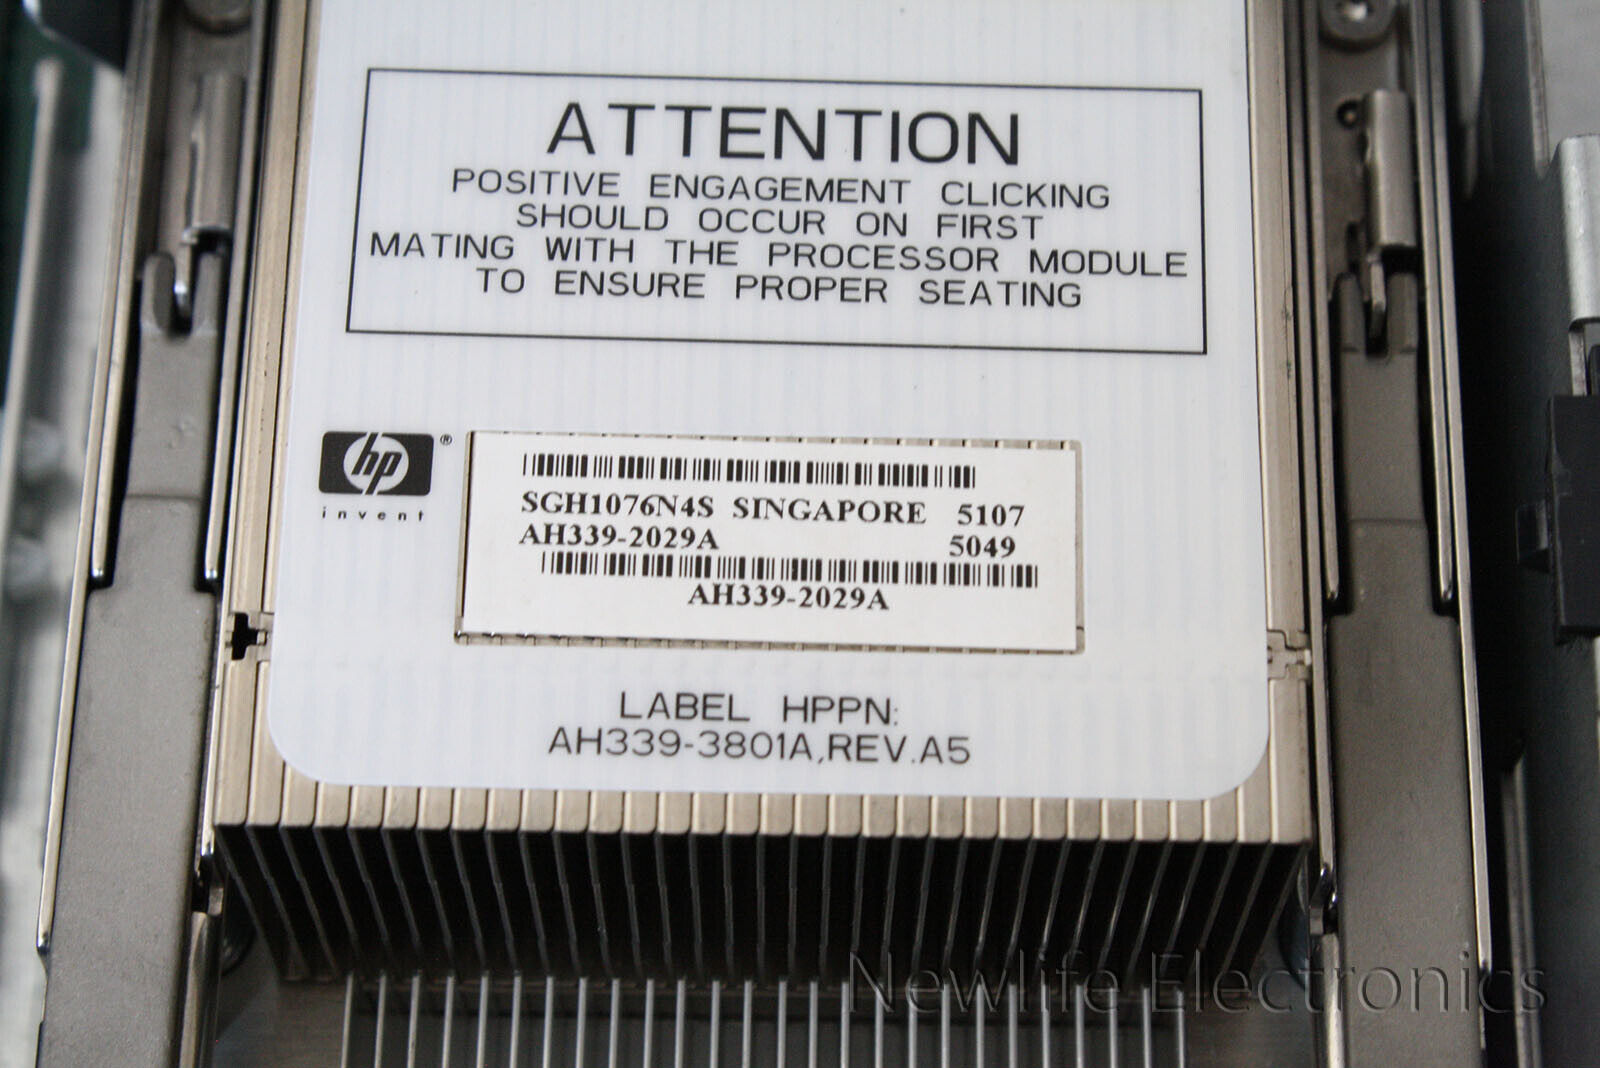 ATTENTION
POSITIVE ENGAGEMENT CLICKING
SHOULD OCCUR ON FIRST
MATING WITH THE PROCESSOR MODULE
TO ENSURE PROPER SEATING
hp®
invent
SGH1076N4S SINGAPORE 5107
AH339-2029A 5049
AH339-2029A
LABEL HPPN:
AH339-3801A,REV.A5
Newlife Electronics